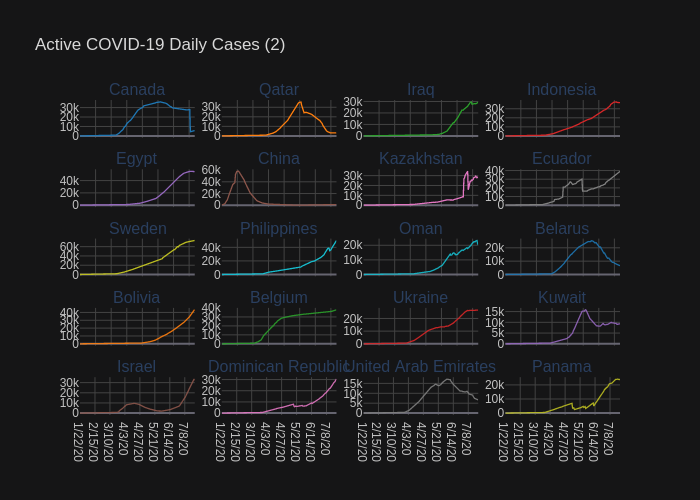 Active COVID-19 Daily Cases (2)
Canada Qatar Iraq Indonesia
30k 20k 10k 0 30k 20k 10k 0 30k 20k 10k 0 30k 20k 10k 0
Egypt China Kazakhstan Ecuador
40k 20k 0 60k 40k 20k 0 30k 20k 10k 0 40k 30k 20k 10k 0
Sweden Philippines Oman Belarus
60k 40k 20k 0 40k 20k 0 20k 10k 0 20k 10k 0
Bolivia Belgium Ukraine Kuwait
40k 30k 20k 10k 0 40k 30k 20k 10k 0 20k 10k 0 15k 10k 5k 0
Israel Dominican Republic United Arab Emirates Panama
30k 20k 10k 0 30k 20k 10k 0 15k 10k 5k 0 20k 10k 0
1/22/20 2/15/20 3/10/20 4/3/20 4/27/20 5/21/20 6/14/20 7/8/20 1/22/20 2/15/20 3/10/20 4/3/20 4/27/20 5/21/20 6/14/20 7/8/20 1/22/20 2/15/20 3/10/20 4/3/20 4/27/20 5/21/20 6/14/20 7/8/20 1/22/20 2/15/20 3/10/20 4/3/20 4/27/20 5/21/20 6/14/20 7/8/20